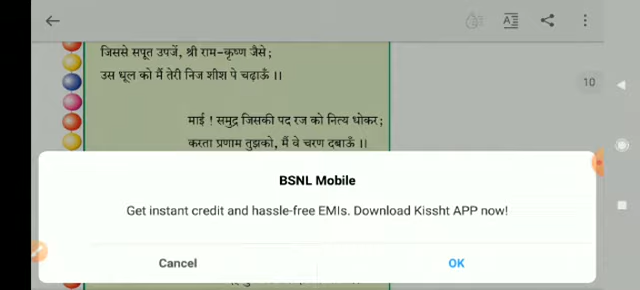 जिससे सपूत उपजें, श्री राम-कृष्ण जैसे;
उस धूल को मैं तेरी निज शीश पे चढ़ाऊँ ।।
10
माई ! समुद्र जिसकी पद रज को नित्य धोकर;
करता प्रणाम तुझको, मैं वे चरण दबाऊँ ।।
BSNL Mobile
Get instant credit and hassle-free EMIs. Download Kissht APP now!
Cancel
OK